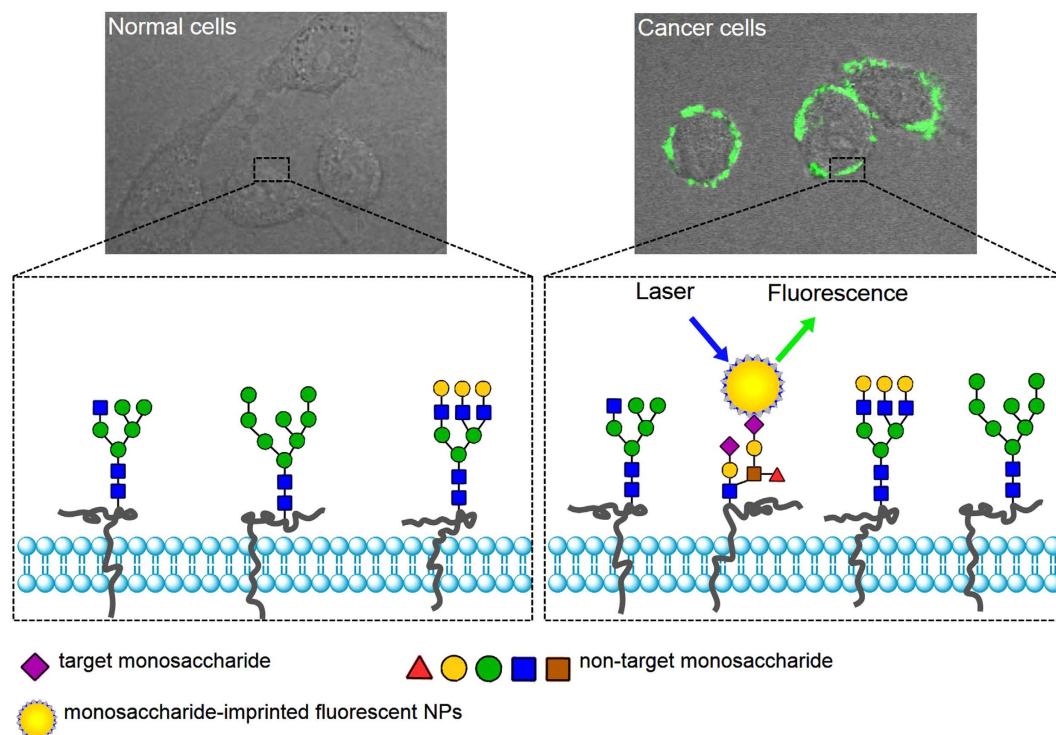 Normal cells
Cancer cells
Laser
Fluorescence
target monosaccharide
non-target monosaccharide
monosaccharide-imprinted fluorescent NPs